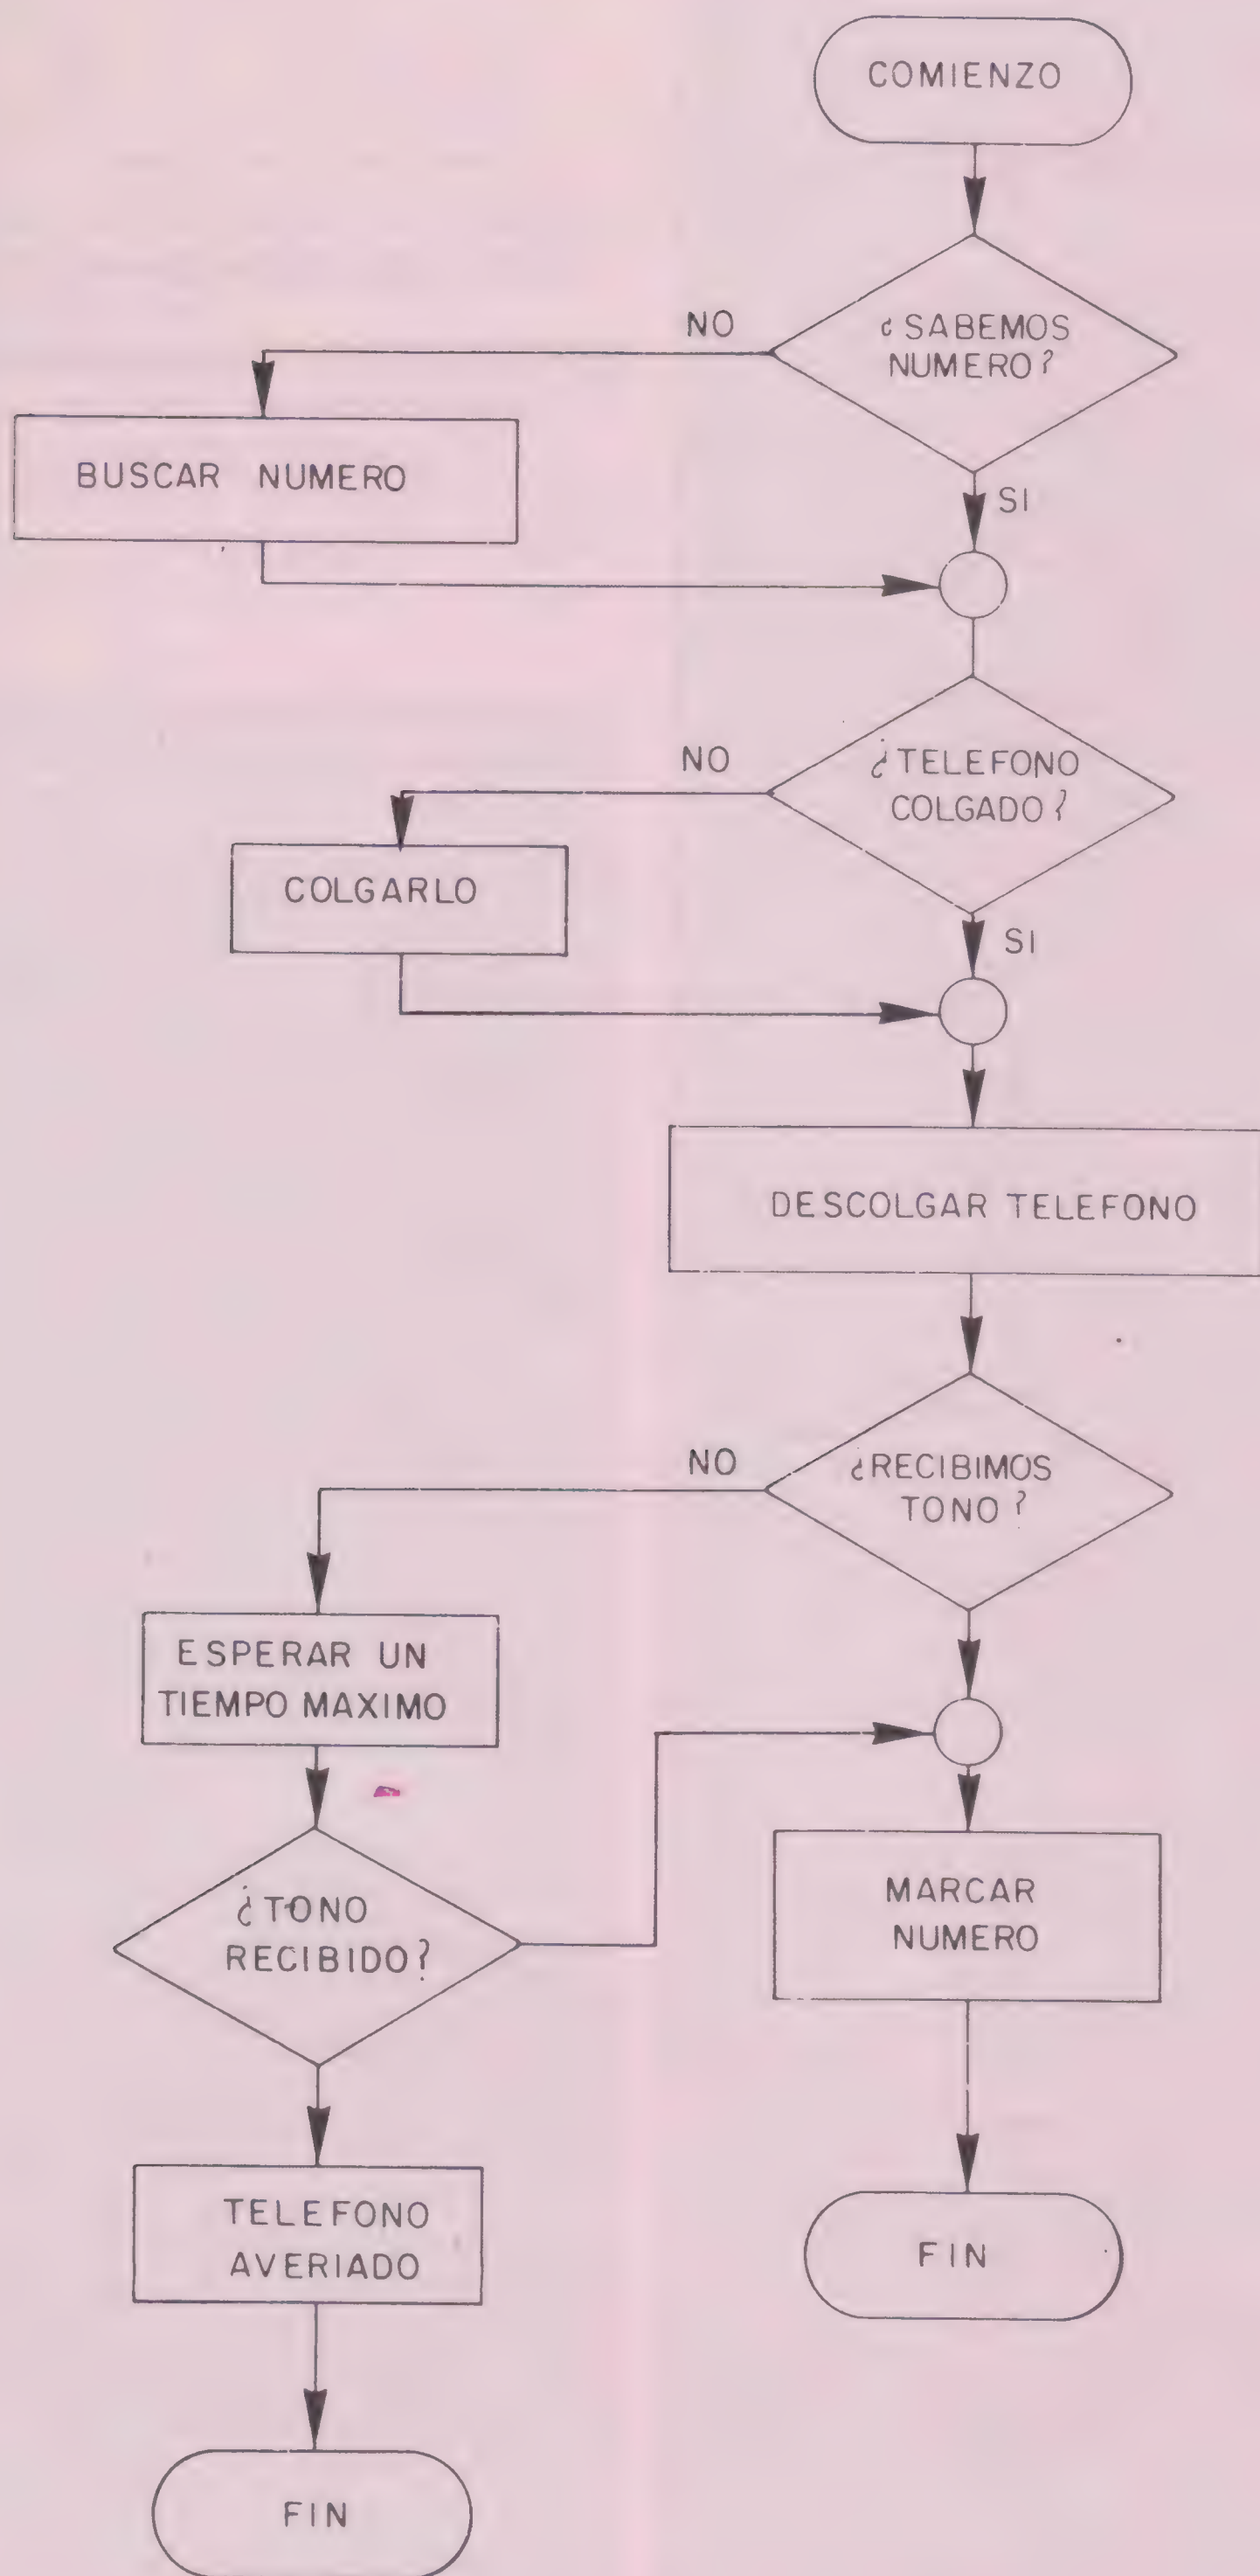 COMIENZO
¿SABEMOS
NUMERO?
NO
SI
BUSCAR NUMERO
¿TELEFONO
COLGADO?
NO
SI
COLGARLO
DESCOLGAR TELEFONO
¿RECIBIMOS
TONO?
NO
ESPERAR UN
TIEMPO MAXIMO
¿TONO
RECIBIDO?
MARCAR
NUMERO
TELEFONO
AVERIADO
FIN
FIN